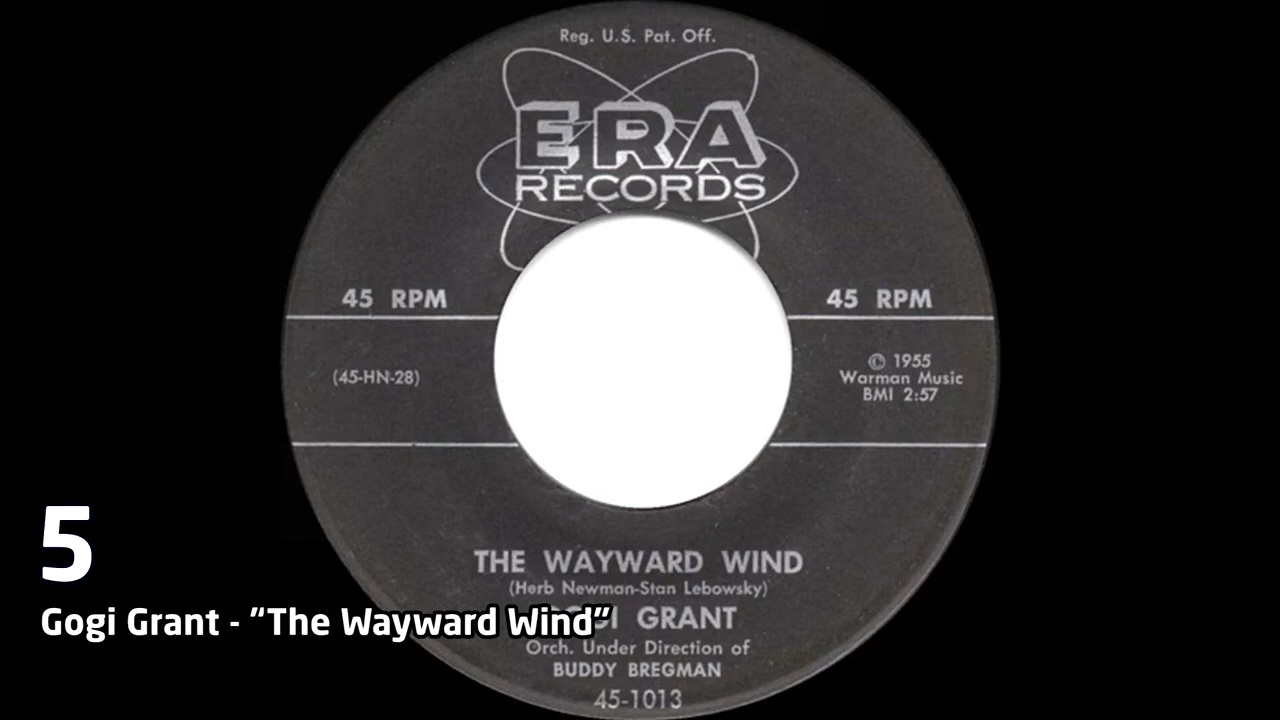 Reg. U.S. Pat. Off.
ERA
RECORDS
45 RPM
45 RPM
(45-HN-28)
© 1955
Warman Music
BMI 2:57
THE WAYWARD WIND
(Herb Newman-Stan Lebowsky)
GOGI GRANT
Orch. Under Direction of
BUDDY BREGMAN
45-1013
5
Gogi Grant - “The Wayward Wind”